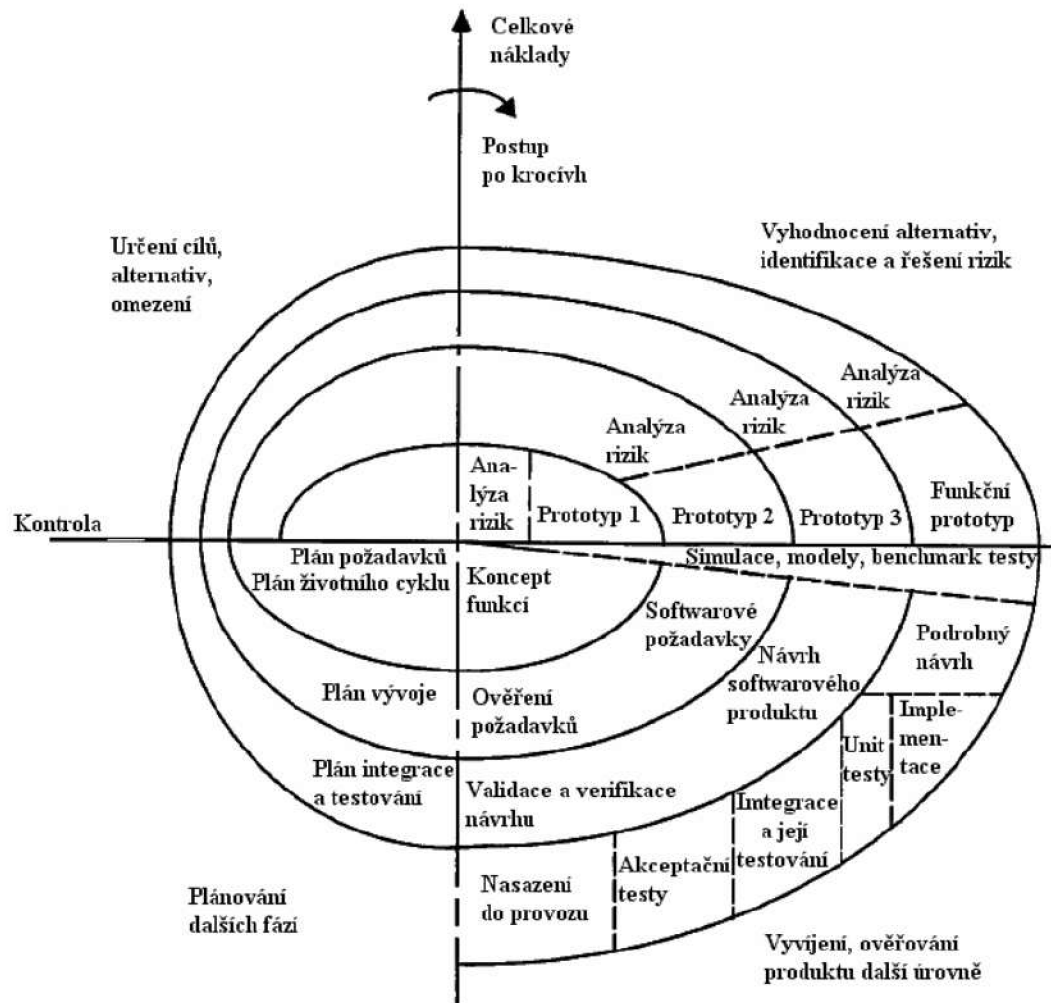 Celkové
náklady
Postup
po krocívh
Určení cílů,
alternativ,
omezení
Vyhodnocení alternativ,
identifikace a řešení rizik
Analýza
rizik
Analýza
rizik
Analýza
rizik
Ana-
lýza
rizik
Prototyp 1
Prototyp 2
Prototyp 3
Funkční
prototyp
Kontrola
Plán požadavků
Plán životního cyklu
Koncept
funkcí
Simulace, modely, benchmark testy
Softwarové
požadavky
Návrh
softwarového
produktu
Podrobný
návrh
Plán vývoje
Ověření
požadavků
Unit
testy
Imple-
men-
tace
Plán integrace
a testování
Validace a verifikace
návrhu
Imtegrace
a její
testování
Akceptační
testy
Nasazení
do provozu
Plánování
dalších fází
Vyvíjení, ověřování
produktu další úrovně